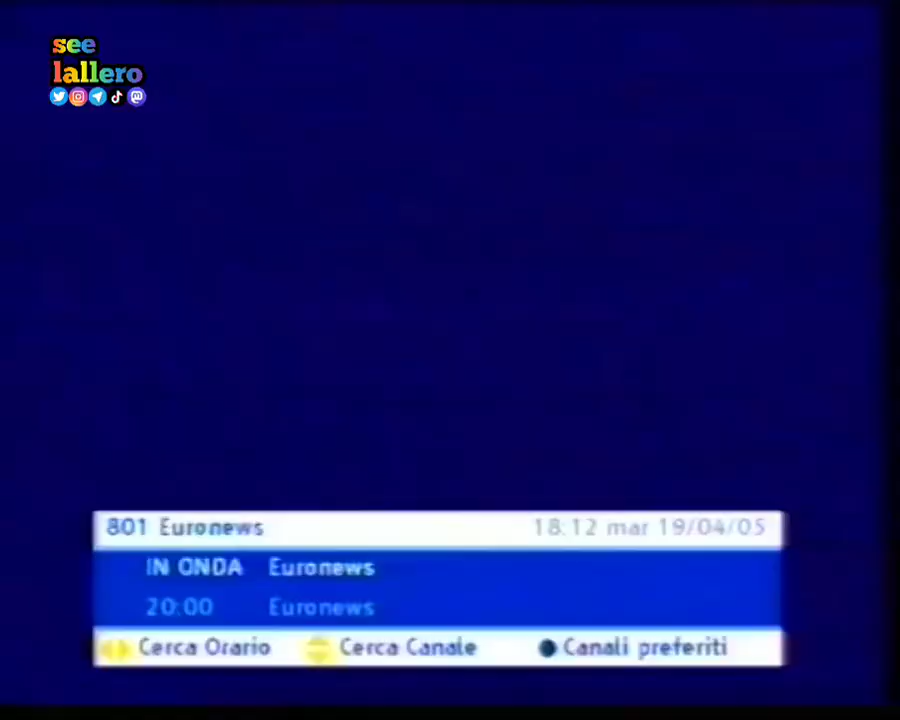 see
lallero
801 Euronews 18:12 mar 19/04/05
IN ONDA Euronews
20:00 Euronews
Cerca Orario Cerca Canale Canali preferiti